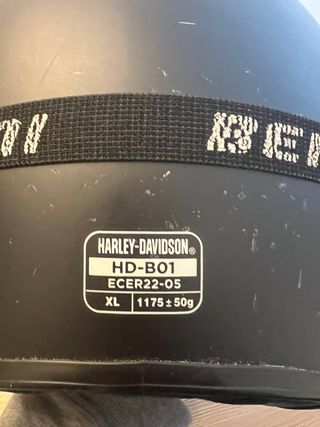 HARLEY-DAVIDSON®
HD-B01
ECER22-05
XL 1175±50g